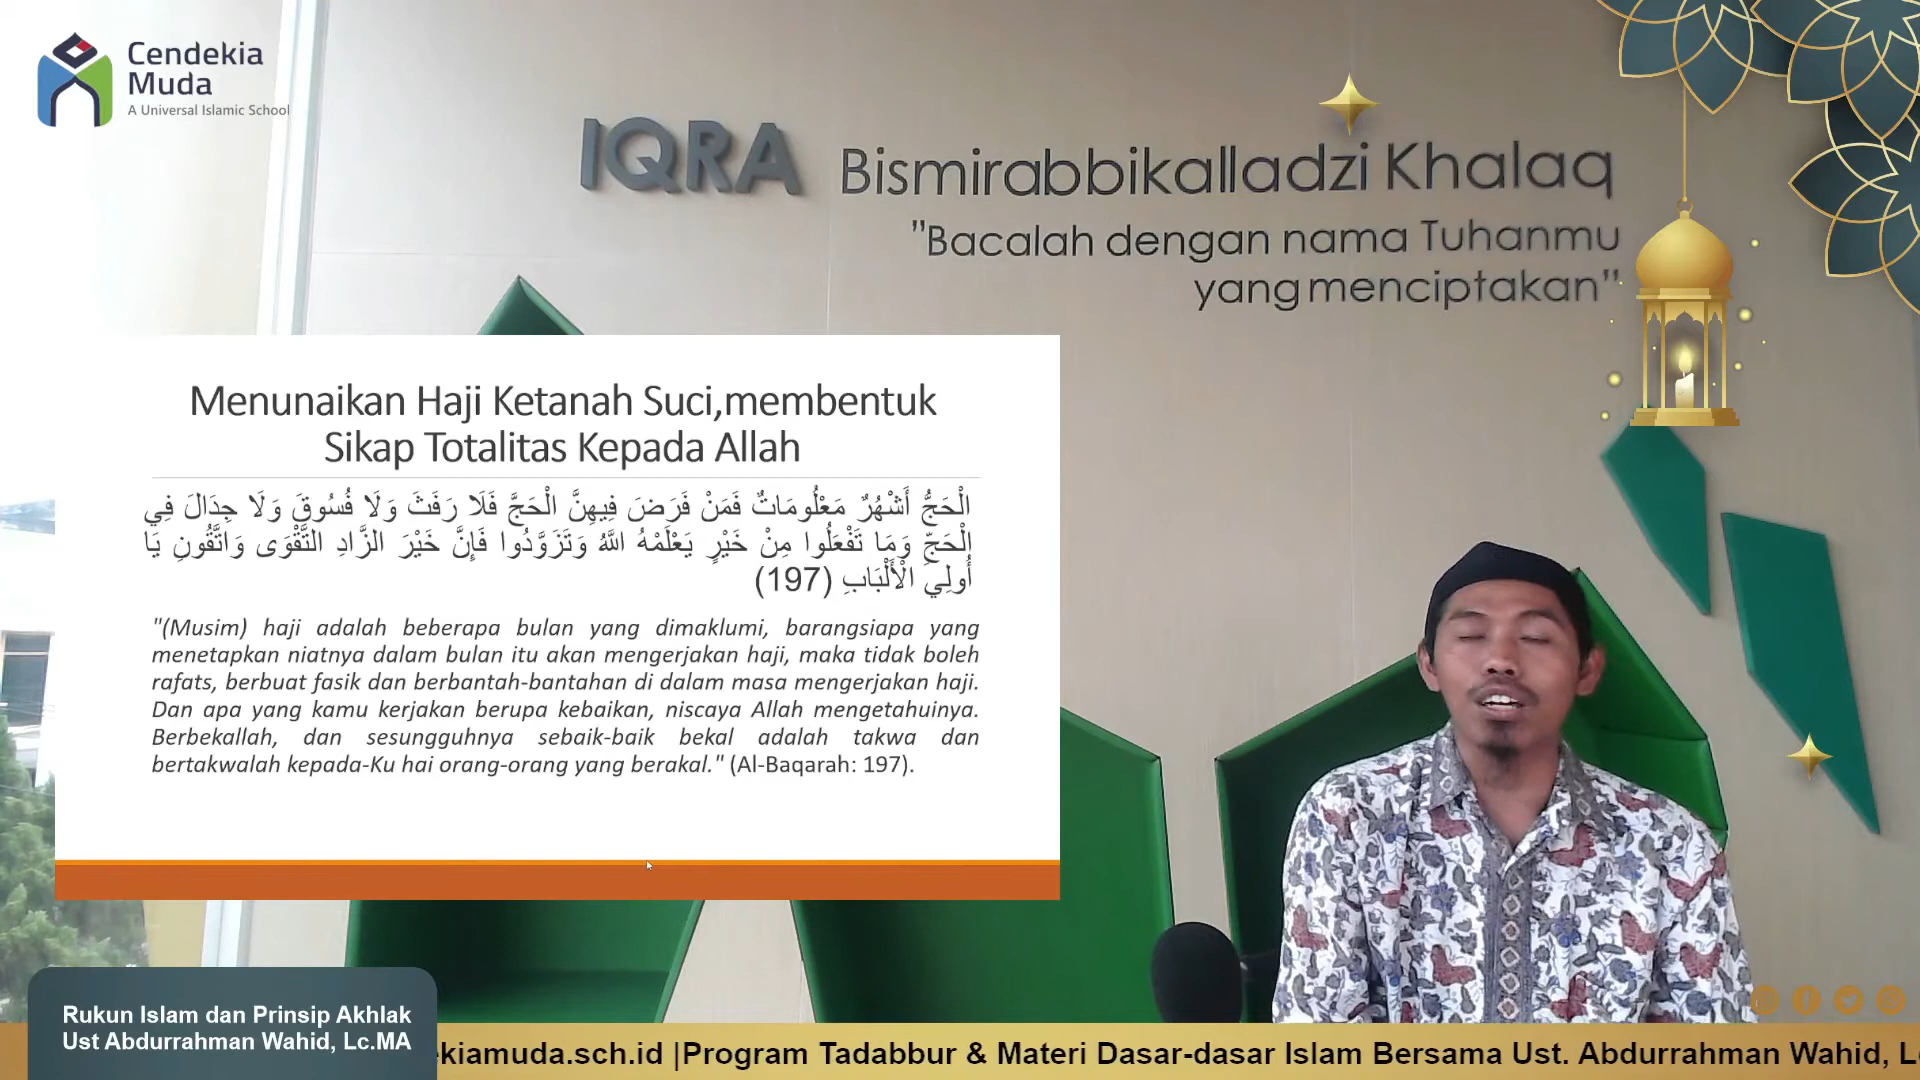 Cendekia
Muda
A Universal Islamic School
IQRA Bismirabbikalladzi Khalaq
"Bacalah dengan nama Tuhanmu
yang menciptakan"
Menunaikan Haji Ketanah Suci,membentuk
Sikap Totalitas Kepada Allah
الْحَجُّ أَشْهُرٌ مَعْلُومَاتٌ فَمَنْ فَرَضَ فِيهِنَّ الْحَجَّ فَلَا رَفَثَ وَلَا فُسُوقَ وَلَا جِدَالَ فِي
الْحَجِّ وَمَا تَفْعَلُوا مِنْ خَيْرٍ يَعْلَمْهُ اللَّهُ وَتَزَوَّدُوا فَإِنَّ خَيْرَ الزَّادِ التَّقْوَى وَاتَّقُونِ يَا
أُولِي الْأَلْبَابِ (197)
"(Musim) haji adalah beberapa bulan yang dimaklumi, barangsiapa yang
menetapkan niatnya dalam bulan itu akan mengerjakan haji, maka tidak boleh
rafats, berbuat fasik dan berbantah-bantahan di dalam masa mengerjakan haji.
Dan apa yang kamu kerjakan berupa kebaikan, niscaya Allah mengetahuinya.
Berbekallah, dan sesungguhnya sebaik-baik bekal adalah takwa dan
bertakwalah kepada-Ku hai orang-orang yang berakal." (Al-Baqarah: 197).
Rukun Islam dan Prinsip Akhlak
Ust Abdurrahman Wahid, Lc.MA
ekiamuda.sch.id |Program Tadabbur & Materi Dasar-dasar Islam Bersama Ust. Abdurrahman Wahid, L